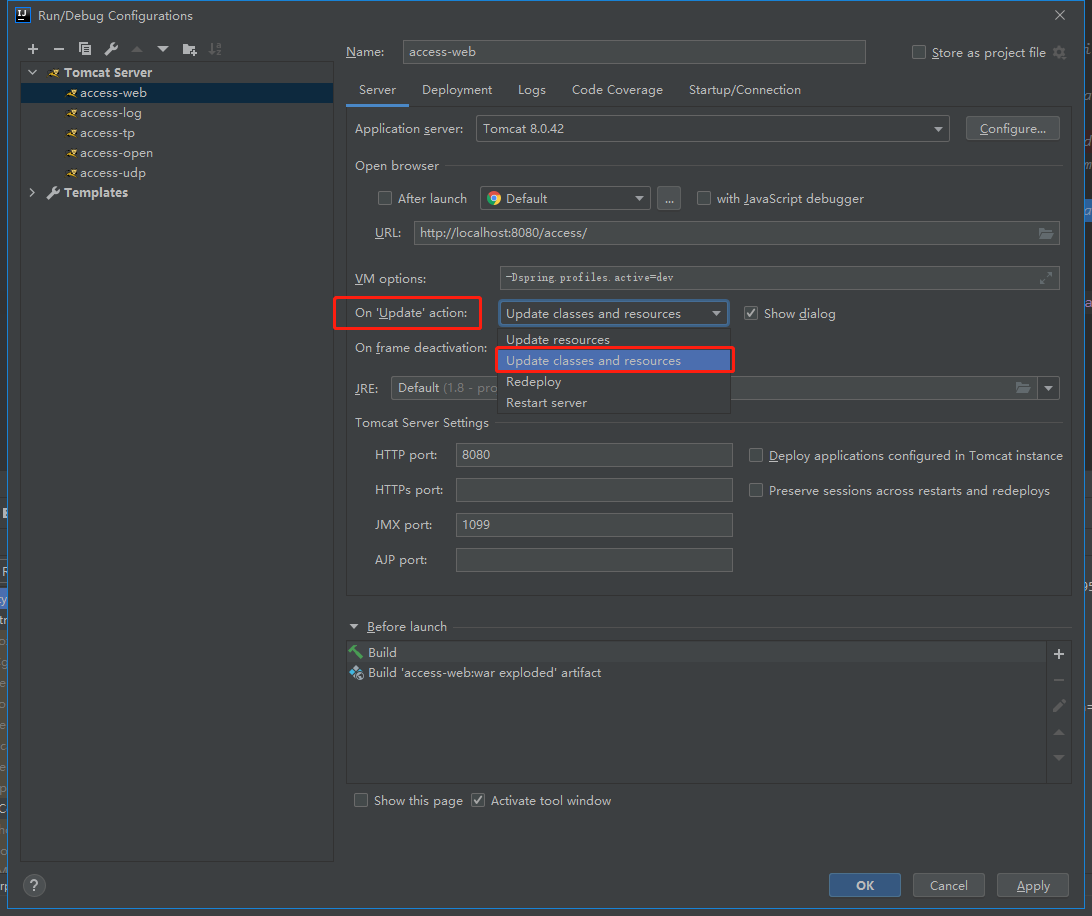 Run/Debug Configurations
Tomcat Server
access-web
access-log
access-tp
access-open
access-udp
Templates
Name: access-web
Store as project file
Server Deployment Logs Code Coverage Startup/Connection
Application server: Tomcat 8.0.42 Configure...
Open browser
After launch Default ... with JavaScript debugger
URL: http://localhost:8080/access/
VM options: -Dspring.profiles.active=dev
On 'Update' action: Update classes and resources Show dialog
Update resources
On frame deactivation:
Update classes and resources
Redeploy
JRE: Default (1.8 - pro
Restart server
Tomcat Server Settings
HTTP port: 8080 Deploy applications configured in Tomcat instance
HTTPs port: Preserve sessions across restarts and redeploys
JMX port: 1099
AJP port:
Before launch
Build
Build 'access-web:war exploded' artifact
Show this page Activate tool window
? OK Cancel Apply